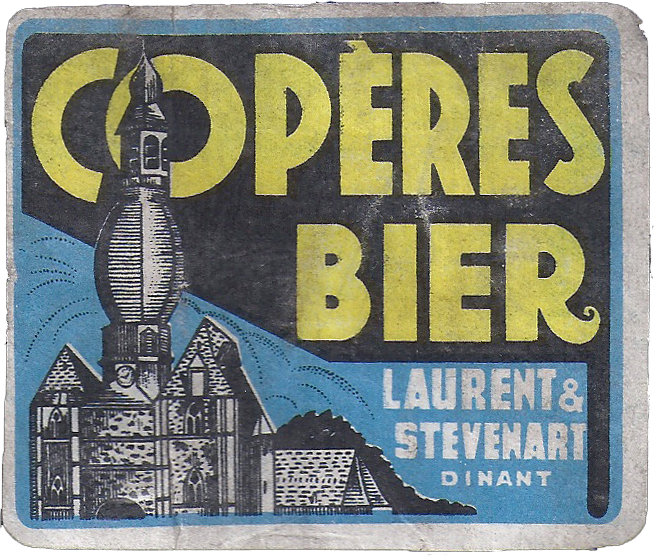 COPÈRES
BIER
LAURENT &
STEVENART
DINANT